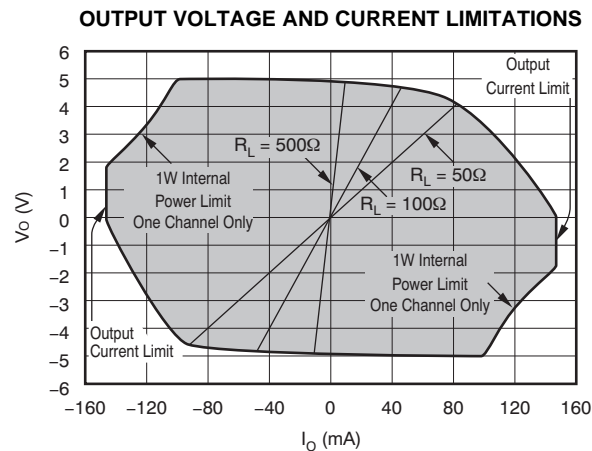 OUTPUT VOLTAGE AND CURRENT LIMITATIONS
6
5
4
3
2
1
0
−1
−2
−3
−4
−5
−6
VO (V)
Output
Current Limit
RL = 500Ω
RL = 50Ω
RL = 100Ω
1W Internal
Power Limit
One Channel Only
1W Internal
Power Limit
One Channel Only
Output
Current Limit
−160 −120 −80 −40 0 40 80 120 160
IO (mA)